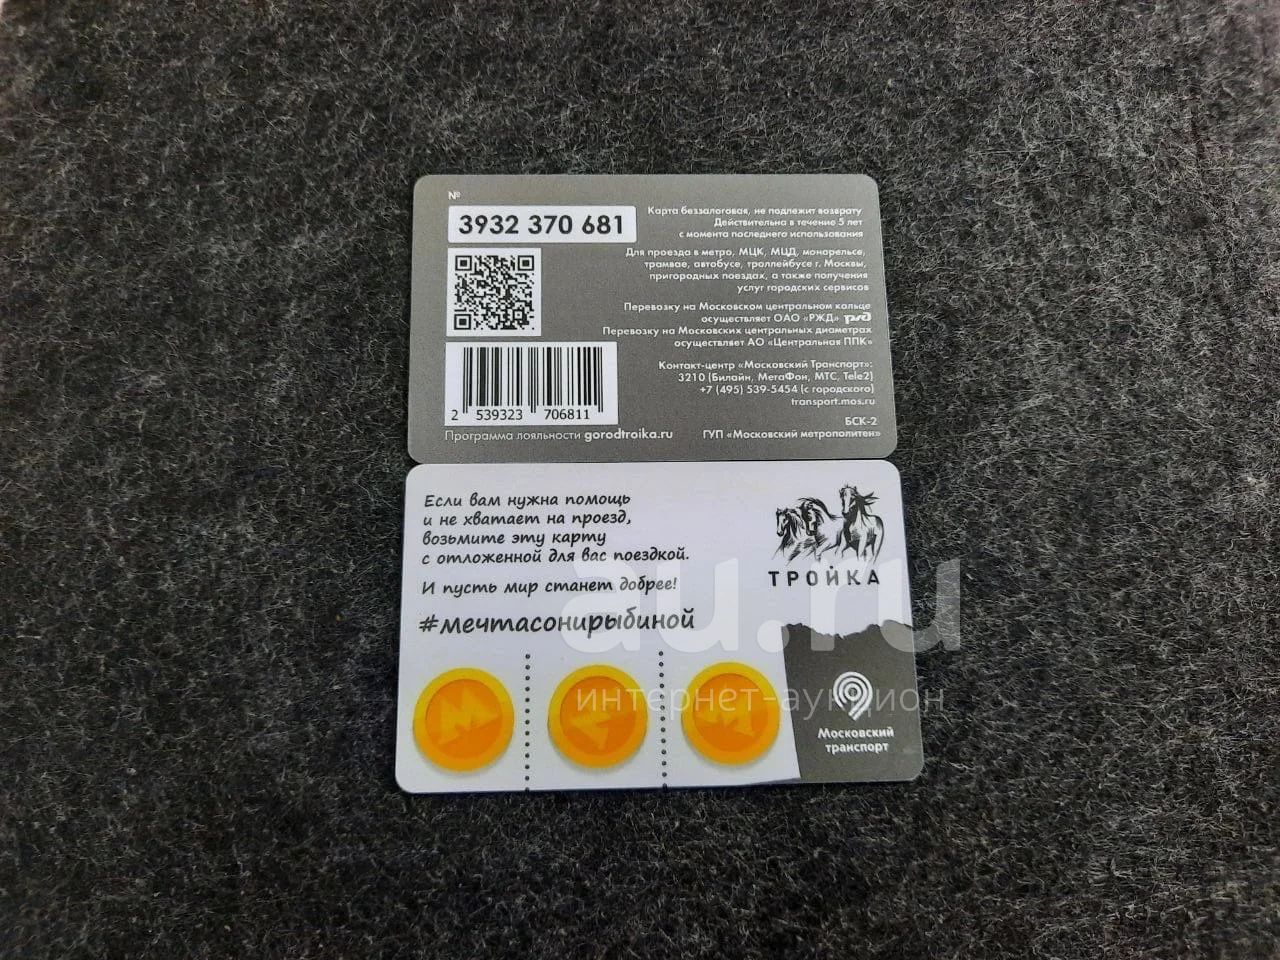 №
3932 370 681
Карта беззалоговая, не подлежит возврату
Действительна в течение 5 лет
с момента последнего использования
Для проезда в метро, МЦК, МЦД, монорельсе,
трамвае, автобусе, троллейбусе г. Москвы,
пригородных поездах, а также получения
услуг городских сервисов
Перевозку на Московском центральном кольце
осуществляет ОАО «РЖД» РЖД
Перевозку на Московских центральных диаметрах
осуществляет АО «Центральная ППК»
Контакт-центр «Московский Транспорт»:
3210 (Билайн, МегаФон, МТС, Tele2)
+7 (495) 539-5454 (с городского)
transport.mos.ru
2 539323 706811
БСК-2
Программа лояльности gorodtroika.ru
ГУП «Московский метрополитен»
Если вам нужна помощь
и не хватает на проезд,
возьмите эту карту
с отложенной для вас поездкой.
И пусть мир станет добрее!
#мечтасонирыбиной
ТРОЙКА
М М М
Московский
транспорт
au.ru
интернет-аукцион